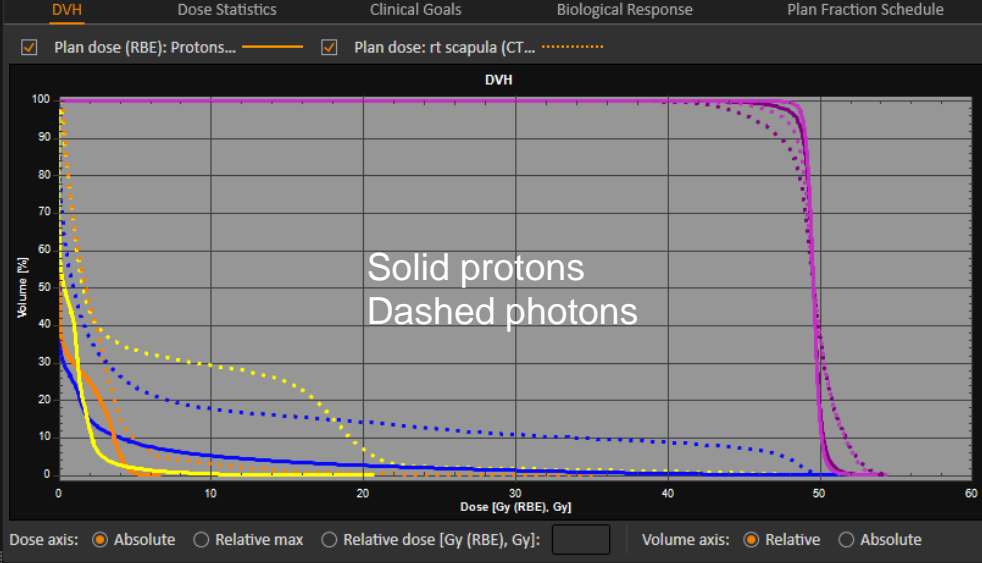 DVH Dose Statistics Clinical Goals Biological Response Plan Fraction Schedule
Plan dose (RBE): Protons... Plan dose: rt scapula (CT...
DVH
100
90
80
70
60
50
40
30
20
10
0
Volume [%]
Solid protons
Dashed photons
0 10 20 30 40 50 60
Dose [Gy (RBE), Gy]
Dose axis: Absolute Relative max Relative dose [Gy (RBE), Gy]: Volume axis: Relative Absolute